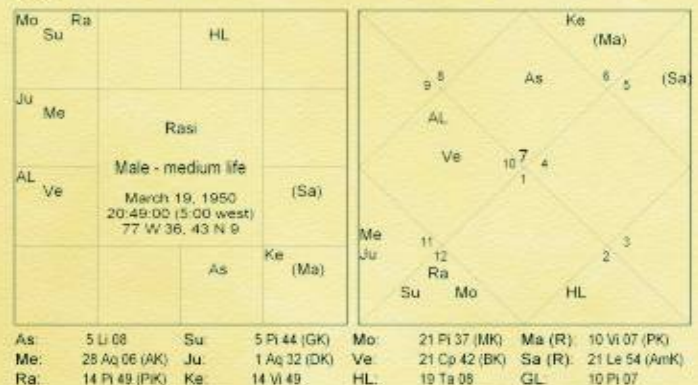 Mo Ra
Su
HL
Ju
Me
Rasi
Male - medium life
March 19, 1950
20:49:00 (5:00 west)
77 W 36, 43 N 9
AL
Ve
(Sa)
As
Ke
(Ma)
Ke
(Ma)
9 8
As
6 5
(Sa)
AL
Ve
10 7 4
1
Me
Ju
11
12
3
2
Ra
Su Mo
HL
As: 5 Li 08 Su: 5 Pi 44 (GK) Mo: 21 Pi 37 (MK) Ma (R): 10 Vi 07 (PK)
Me: 28 Aq 06 (AK) Ju: 1 Aq 32 (DK) Ve: 21 Cp 42 (BK) Sa (R): 21 Le 54 (AmK)
Ra: 14 Pi 49 (PiK) Ke: 14 Vi 49 HL: 19 Ta 08 GL: 10 Pi 07